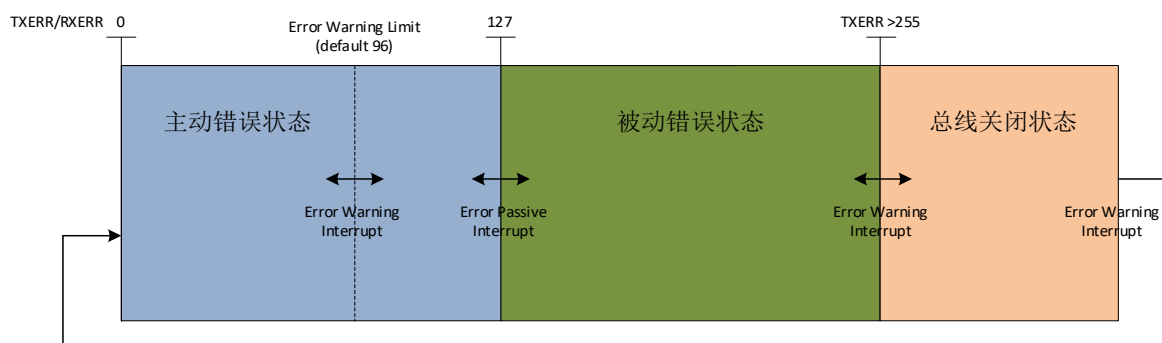 TXERR/RXERR 0
Error Warning Limit
(default 96)
127
TXERR >255
主动错误状态
被动错误状态
总线关闭状态
Error Warning
Interrupt
Error Passive
Interrupt
Error Warning
Interrupt
Error Warning
Interrupt